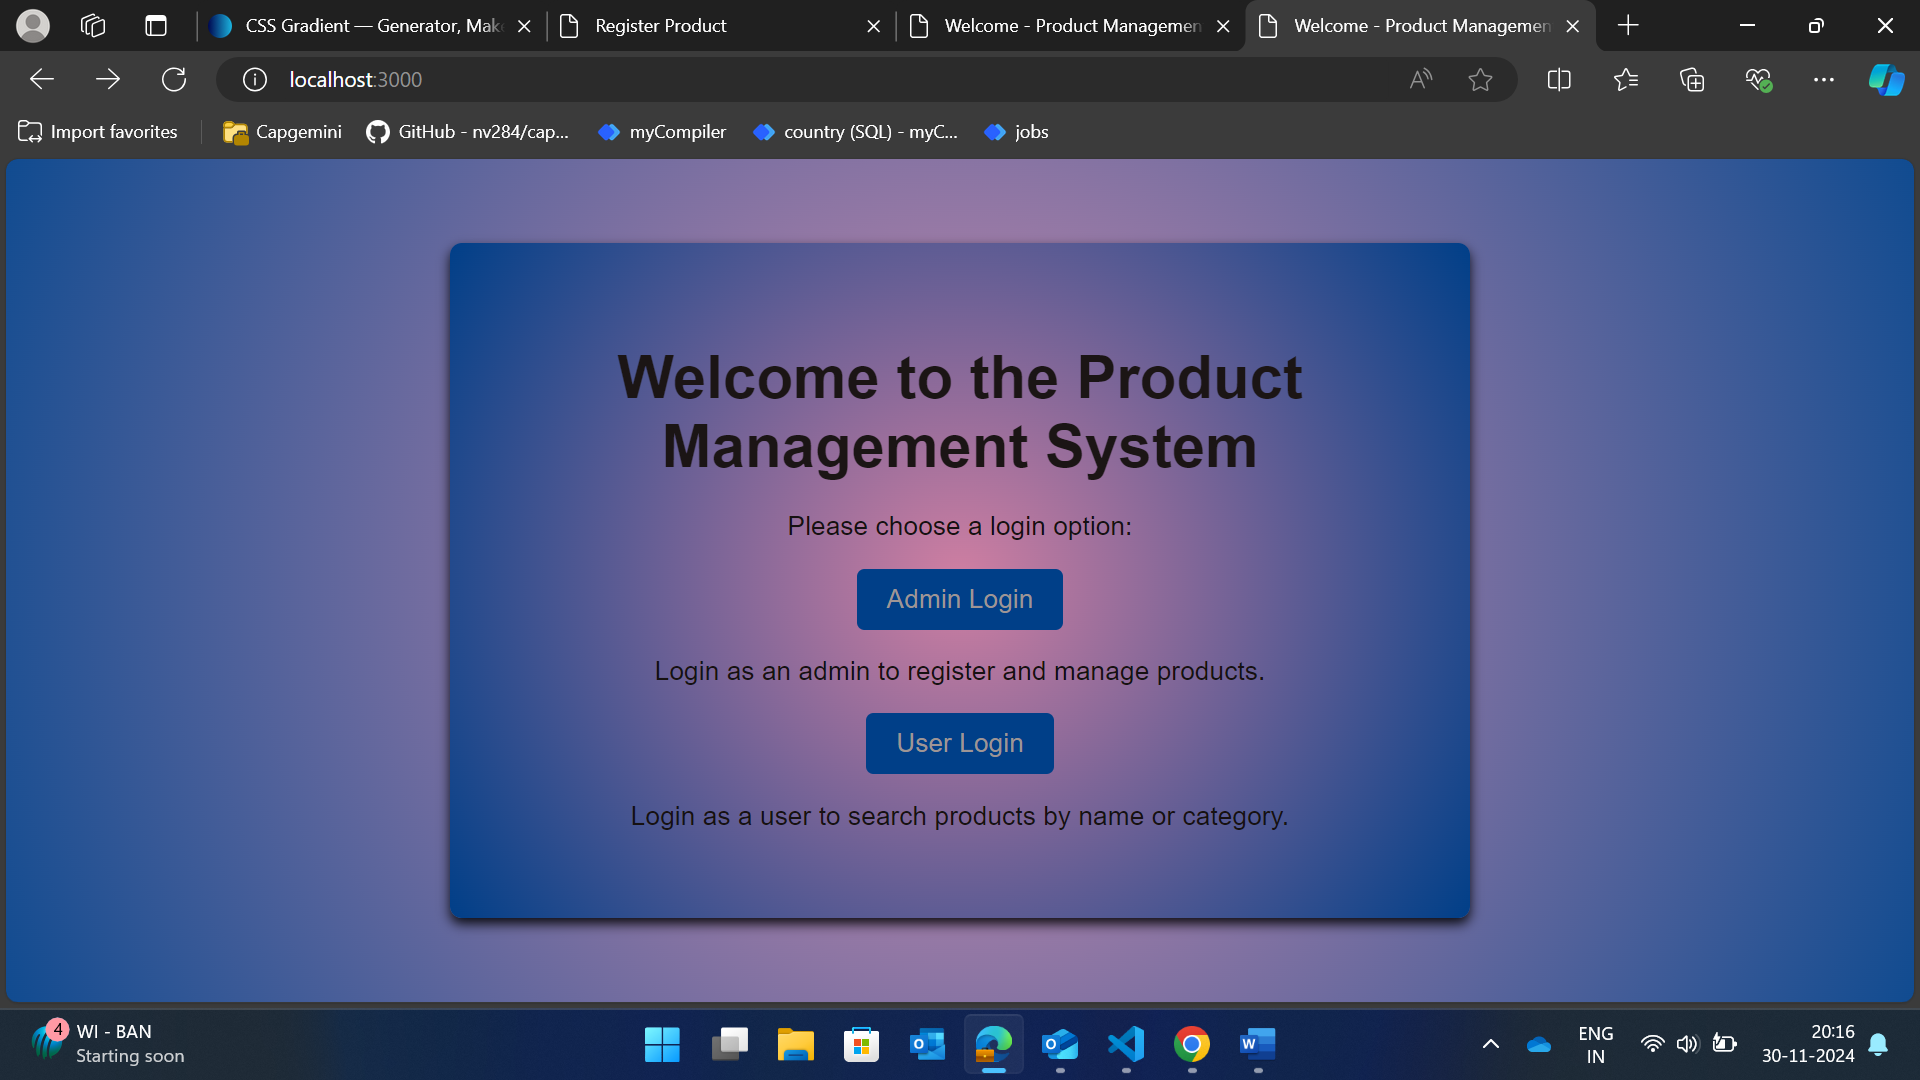 CSS Gradient — Generator, Mak
Register Product
Welcome - Product Managemen
Welcome - Product Managemen
localhost:3000
Import favorites
Capgemini
GitHub - nv284/cap...
myCompiler
country (SQL) - myC...
jobs
Welcome to the Product
Management System
Please choose a login option:
Admin Login
Login as an admin to register and manage products.
User Login
Login as a user to search products by name or category.
4
WI - BAN
Starting soon
ENG
IN
20:16
30-11-2024